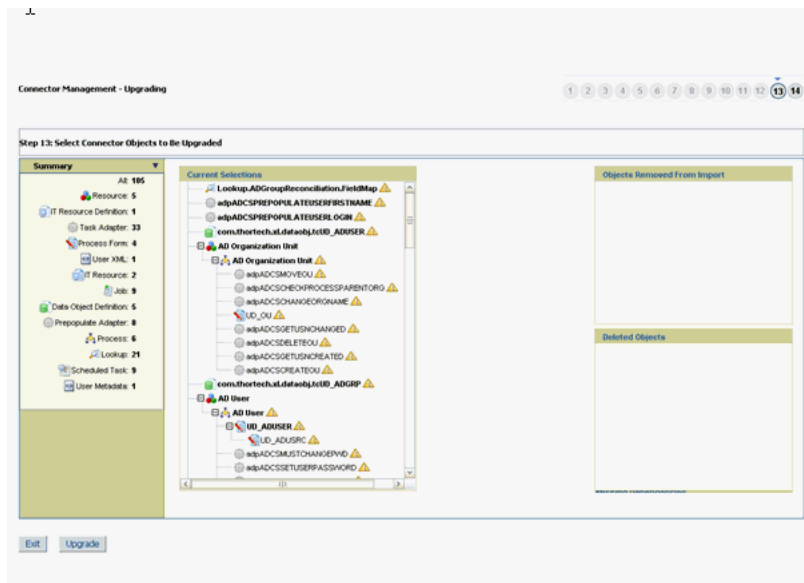 Connector Management - Upgrading
1 2 3 4 5 6 7 8 9 10 11 12 13 14
Step 13: Select Connector Objects to Be Upgraded
Summary
All: 105
Resource: 5
IT Resource Definition: 1
Task Adapter: 33
Process Form: 4
User XML: 1
IT Resource: 2
Job: 9
Data Object Definition: 5
Prepopulate Adapter: 8
Process: 6
Lookup: 21
Scheduled Task: 9
User Metadata: 1
Current Selections
Lookup.ADGroupReconciliation.FieldMap
adpADCSPREPOPULATEUSERFIRSTNAME
adpADCSPREPOPULATEUSERLOGIN
com.thortech.xl.dataobj.tcUD_ADUSER
AD Organization Unit
AD Organization Unit
adpADCSMOVEOU
adpADCSCHECKPROCESSPARENTORG
adpADCSCHANGEORGNAME
UD_OU
adpADCSGETUSNCHANGED
adpADCSDELETEOU
adpADCSGETUSNCREATED
adpADCSCREATEOU
com.thortech.xl.dataobj.tcUD_ADGRP
AD User
AD User
UD_ADUSER
UD_ADUSRC
adpADCSMUSTCHANGEPWD
adpADCSSETUSERPASSWORD
Objects Removed From Import
Deleted Objects
Exit
Upgrade